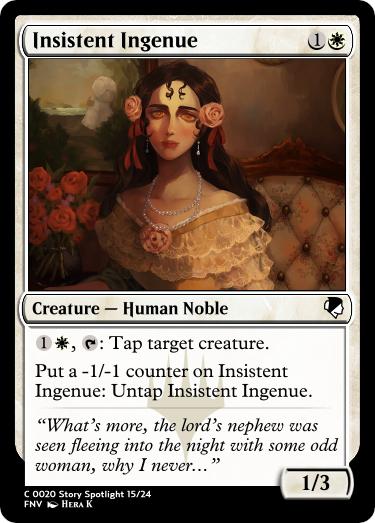 Insistent Ingenue 1
Creature — Human Noble
1, : Tap target creature.
Put a -1/-1 counter on Insistent
Ingenue: Untap Insistent Ingenue.
“What’s more, the lord’s nephew was
seen fleeing into the night with some odd
woman, why I never…”
1/3
C 0020 Story Spotlight 15/24
FNV Hera K